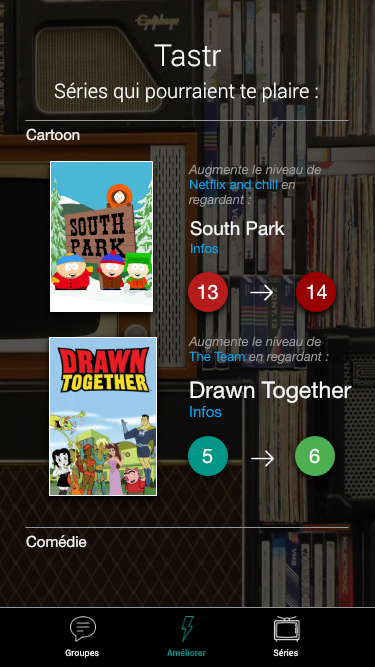 Epiphone
Tastr
Séries qui pourraient te plaire :
Cartoon
SOUTH
PARK
Augmente le niveau de
Netflix and chill en
regardant :
South Park
Infos
13 → 14
DRAWN
TOGETHER
Augmente le niveau de
The Team en regardant :
Drawn Together
Infos
5 → 6
Comédie
Groupes
Améliorer
Séries